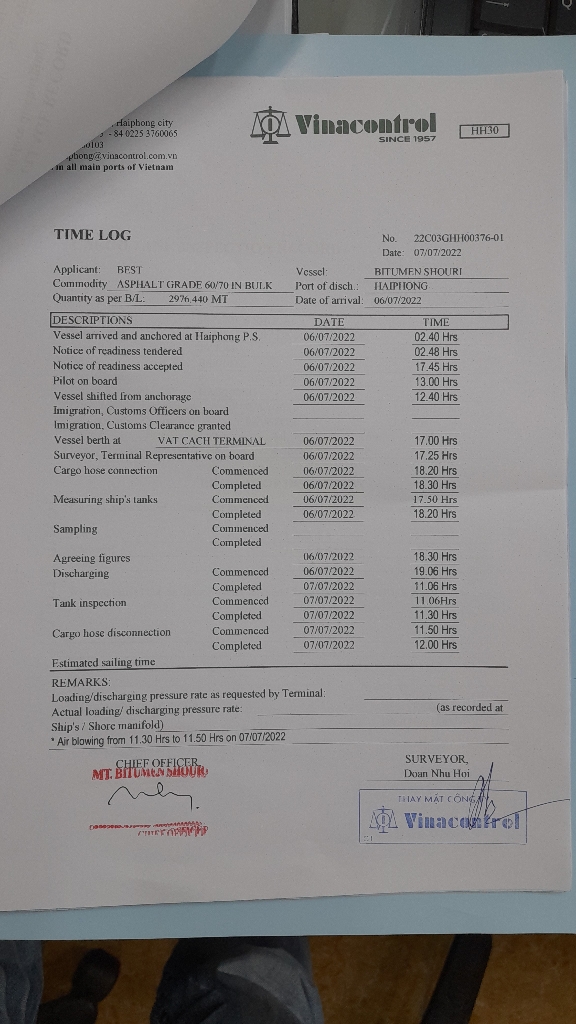 Haiphong city
- 84 0225 3760065
phong@vinacontrol.com.vn
in all main ports of Vietnam
Vinacontrol
SINCE 1957
HH30
TIME LOG
No. 22C03GHH00376-01
Date: 07/07/2022
Applicant: BEST Vessel: BITUMEN SHOURI
Commodity ASPHALT GRADE 60/70 IN BULK Port of disch.: HAIPHONG
Quantity as per B/L: 2976,440 MT Date of arrival: 06/07/2022
DESCRIPTIONS DATE TIME
Vessel arrived and anchored at Haiphong P.S. 06/07/2022 02.40 Hrs
Notice of readiness tendered 06/07/2022 02.48 Hrs
Notice of readiness accepted 06/07/2022 17.45 Hrs
Pilot on board 06/07/2022 13.00 Hrs
Vessel shifted from anchorage 06/07/2022 12.40 Hrs
Imigration, Customs Officers on board
Imigration, Customs Clearance granted
Vessel berth at VAT CACH TERMINAL 06/07/2022 17.00 Hrs
Surveyor, Terminal Representative on board 06/07/2022 17.25 Hrs
Cargo hose connection Commenced 06/07/2022 18.20 Hrs
Completed 06/07/2022 18.30 Hrs
Measuring ship's tanks Commenced 06/07/2022 17.50 Hrs
Completed 06/07/2022 18.20 Hrs
Sampling Commenced
Completed
Agreeing figures 06/07/2022 18.30 Hrs
Discharging Commenced 06/07/2022 19.06 Hrs
Completed 07/07/2022 11.06 Hrs
Tank inspection Commenced 07/07/2022 11 06Hrs
Completed 07/07/2022 11.30 Hrs
Cargo hose disconnection Commenced 07/07/2022 11.50 Hrs
Completed 07/07/2022 12.00 Hrs
Estimated sailing time
REMARKS:
Loading/discharging pressure rate as requested by Terminal:
Actual loading/ discharging pressure rate: (as recorded at
Ship's / Shore manifold)
* Air blowing from 11.30 Hrs to 11.50 Hrs on 07/07/2022
CHIEF OFFICER,
MT. BITUMEN SHOURI
CHIEF OFFICER
SURVEYOR,
Doan Nhu Hoi
THAY MẶT CÔNG
Vinacontrol